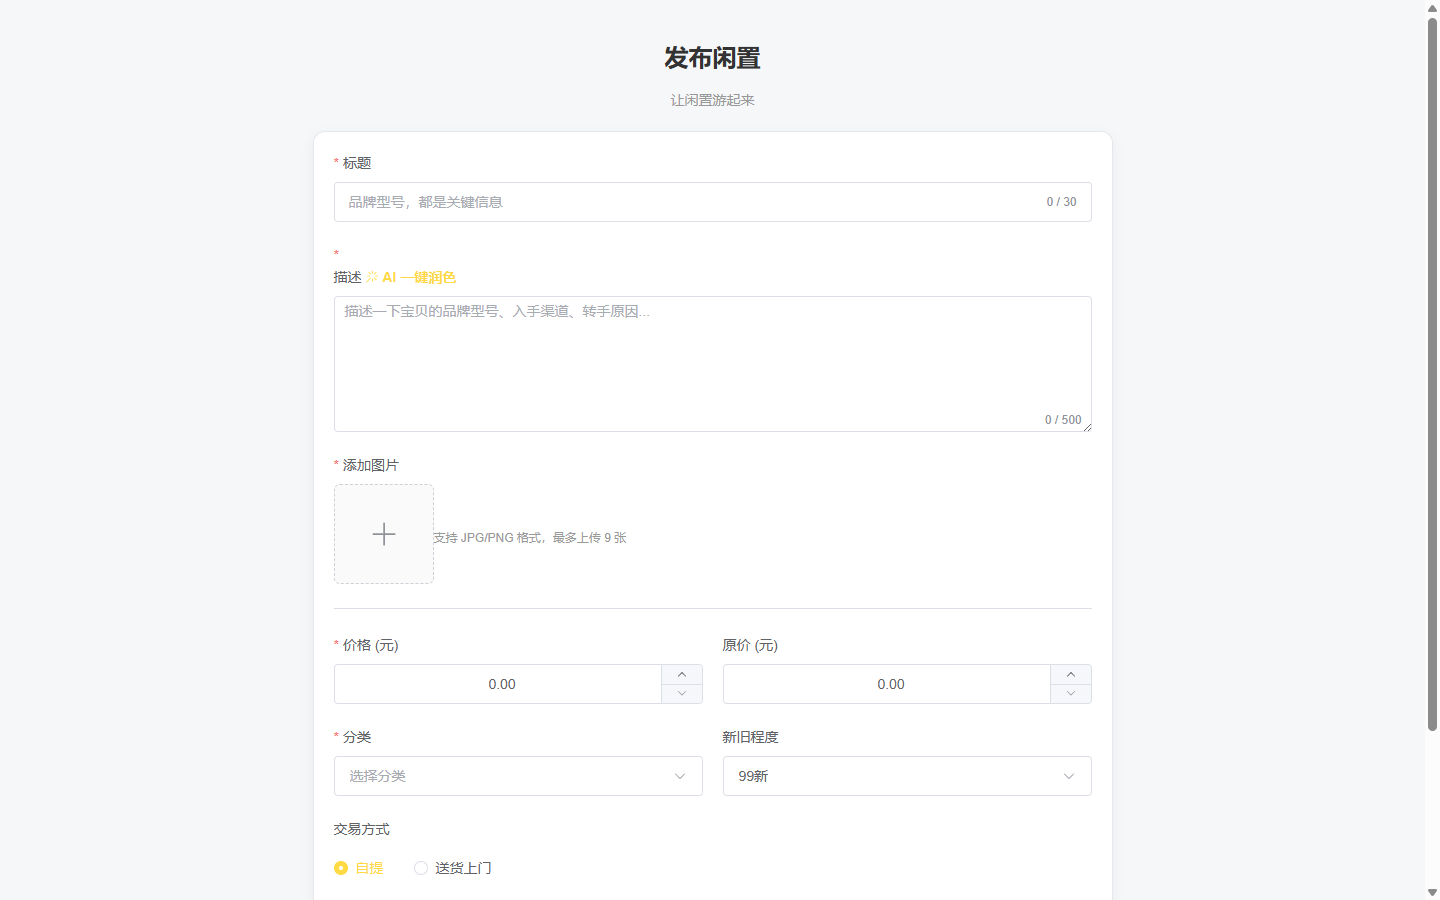 发布闲置
让闲置游起来
* 标题
品牌型号，都是关键信息 0 / 30
*
描述 AI 一键润色
描述一下宝贝的品牌型号、入手渠道、转手原因...
0 / 500
* 添加图片
支持 JPG/PNG 格式，最多上传 9 张
* 价格 (元) 原价 (元)
0.00 0.00
* 分类 新旧程度
选择分类 99新
交易方式
自提 送货上门